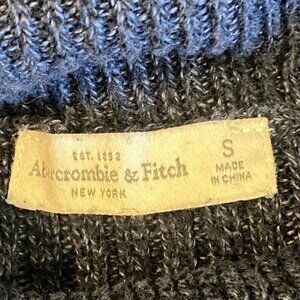 EST. 1892
Abercrombie & Fitch
NEW YORK
S
MADE
IN CHINA